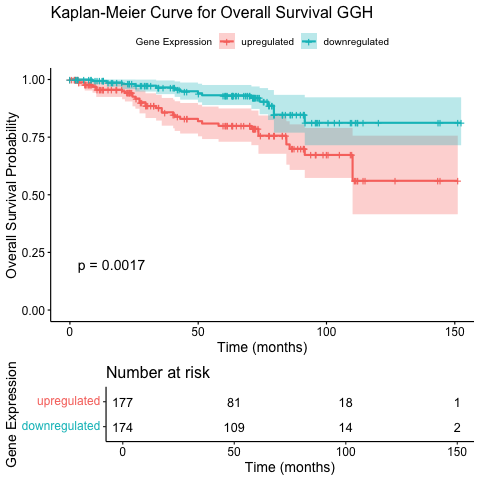 Kaplan-Meier Curve for Overall Survival GGH
Gene Expression upregulated downregulated
Overall Survival Probability
1.00
0.75
0.50
0.25
0.00
p = 0.0017
0 50 100 150
Time (months)
Number at risk
Gene Expression
upregulated 177 81 18 1
downregulated 174 109 14 2
0 50 100 150
Time (months)